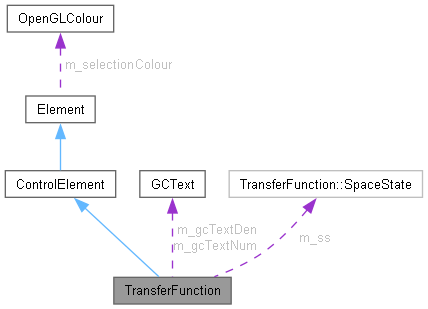 OpenGLColour
m_selectionColour
Element
ControlElement
GCText
TransferFunction::SpaceState
m_gcTextDen
m_gcTextNum
m_ss
TransferFunction